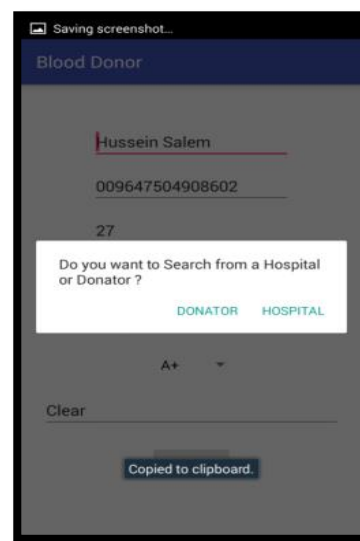 Saving screenshot...
Blood Donor
Hussein Salem
009647504908602
27
Do you want to Search from a Hospital
or Donator ?
DONATOR HOSPITAL
A+
Clear
Copied to clipboard.